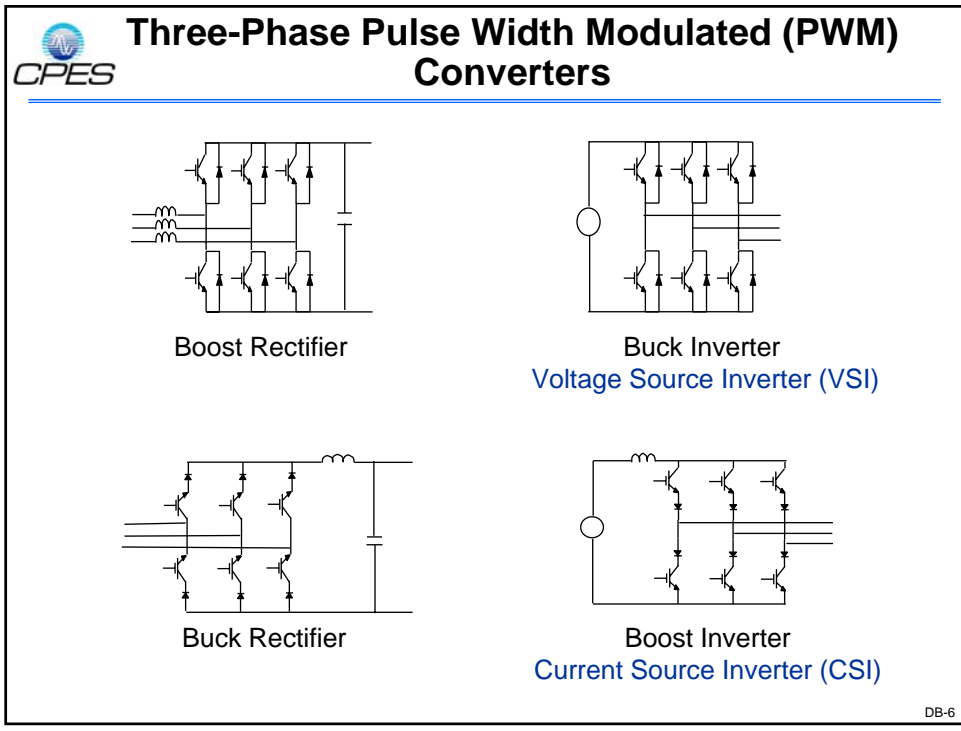 CPES
Three-Phase Pulse Width Modulated (PWM)
Converters
Boost Rectifier
Buck Inverter
Voltage Source Inverter (VSI)
Buck Rectifier
Boost Inverter
Current Source Inverter (CSI)
DB-6